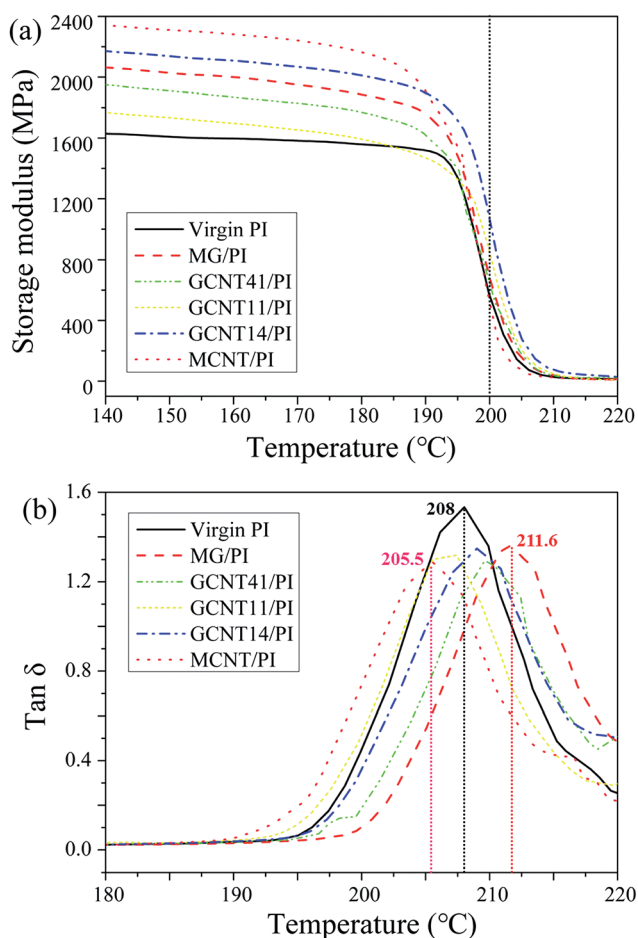 (a)
2400
2000
1600
1200
800
400
0
Storage modulus (MPa)
Virgin PI
MG/PI
GCNT41/PI
GCNT11/PI
GCNT14/PI
MCNT/PI
140 150 160 170 180 190 200 210 220
Temperature (°C)
(b)
1.6
1.2
0.8
0.4
0.0
Tan δ
Virgin PI
MG/PI
GCNT41/PI
GCNT11/PI
GCNT14/PI
MCNT/PI
208
205.5
211.6
180 190 200 210 220
Temperature (°C)